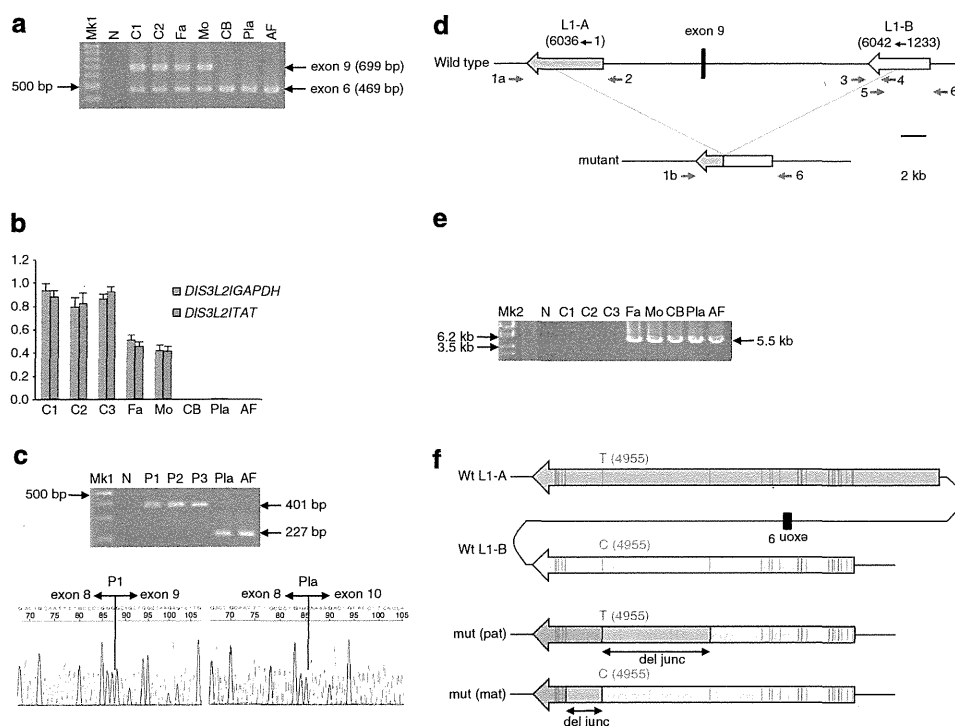 a
Mk1 N C1 C2 Fa Mo CB Pla AF
exon 9 (699 bp)
500 bp
exon 6 (469 bp)
b
1.2
1.0
0.8
0.6
0.4
0.2
0.0
DIS3L2/GAPDH
DIS3L2/TAT
C1 C2 C3 Fa Mo CB Pla AF
c
Mk1 N P1 P2 P3 Pla AF
500 bp
401 bp
227 bp
P1
exon 8 exon 9
70 85 90 95 100 105
Pla
exon 8 exon 10
70 80 85 90 95 100 105
d
L1-A
(6036 ← 1)
exon 9
L1-B
(6042 ← 1233)
Wild type
1a
2
3
4
5
6
mutant
1b
6
2 kb
e
Mk2 N C1 C2 C3 Fa Mo CB Pla AF
6.2 kb
3.5 kb
5.5 kb
f
T (4955)
Wt L1-A
exon 9
C (4955)
Wt L1-B
T (4955)
mut (pat)
del junc
C (4955)
mut (mat)
del junc